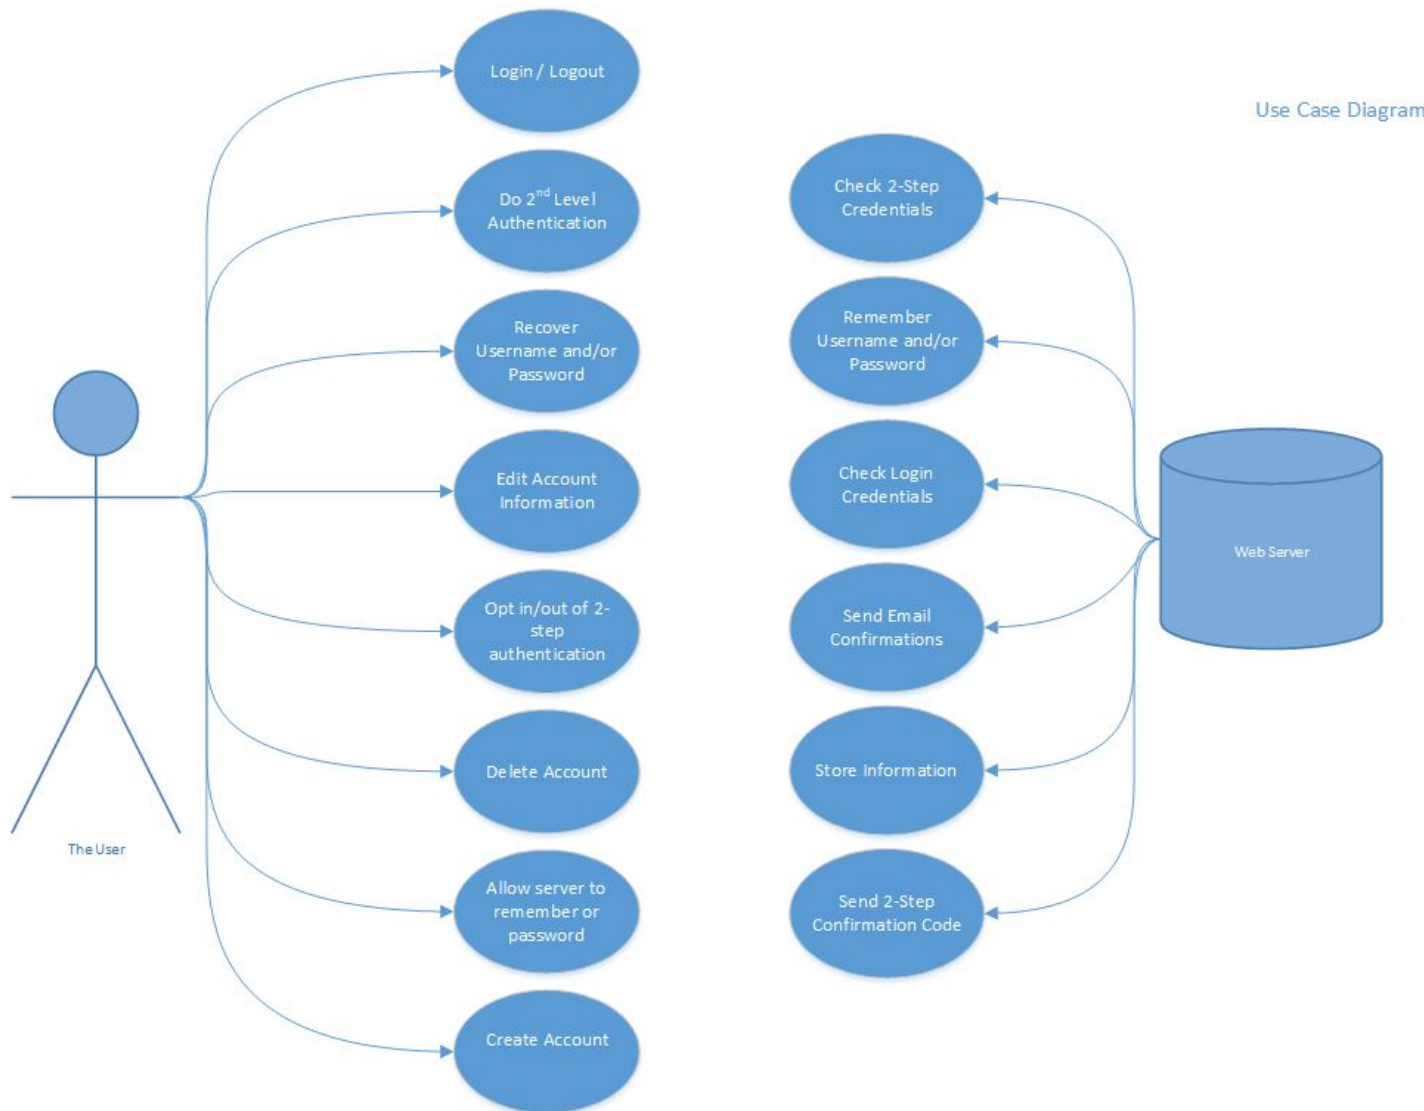 Login / Logout
Use Case Diagram
Do 2nd Level
Authentication
Check 2-Step
Credentials
Recover
Username and/or
Password
Remember
Username and/or
Password
Edit Account
Information
Check Login
Credentials
Web Server
Opt in/out of 2-
step
authentication
Send Email
Confirmations
Delete Account
Store Information
The User
Allow server to
remember or
password
Send 2-Step
Confirmation Code
Create Account